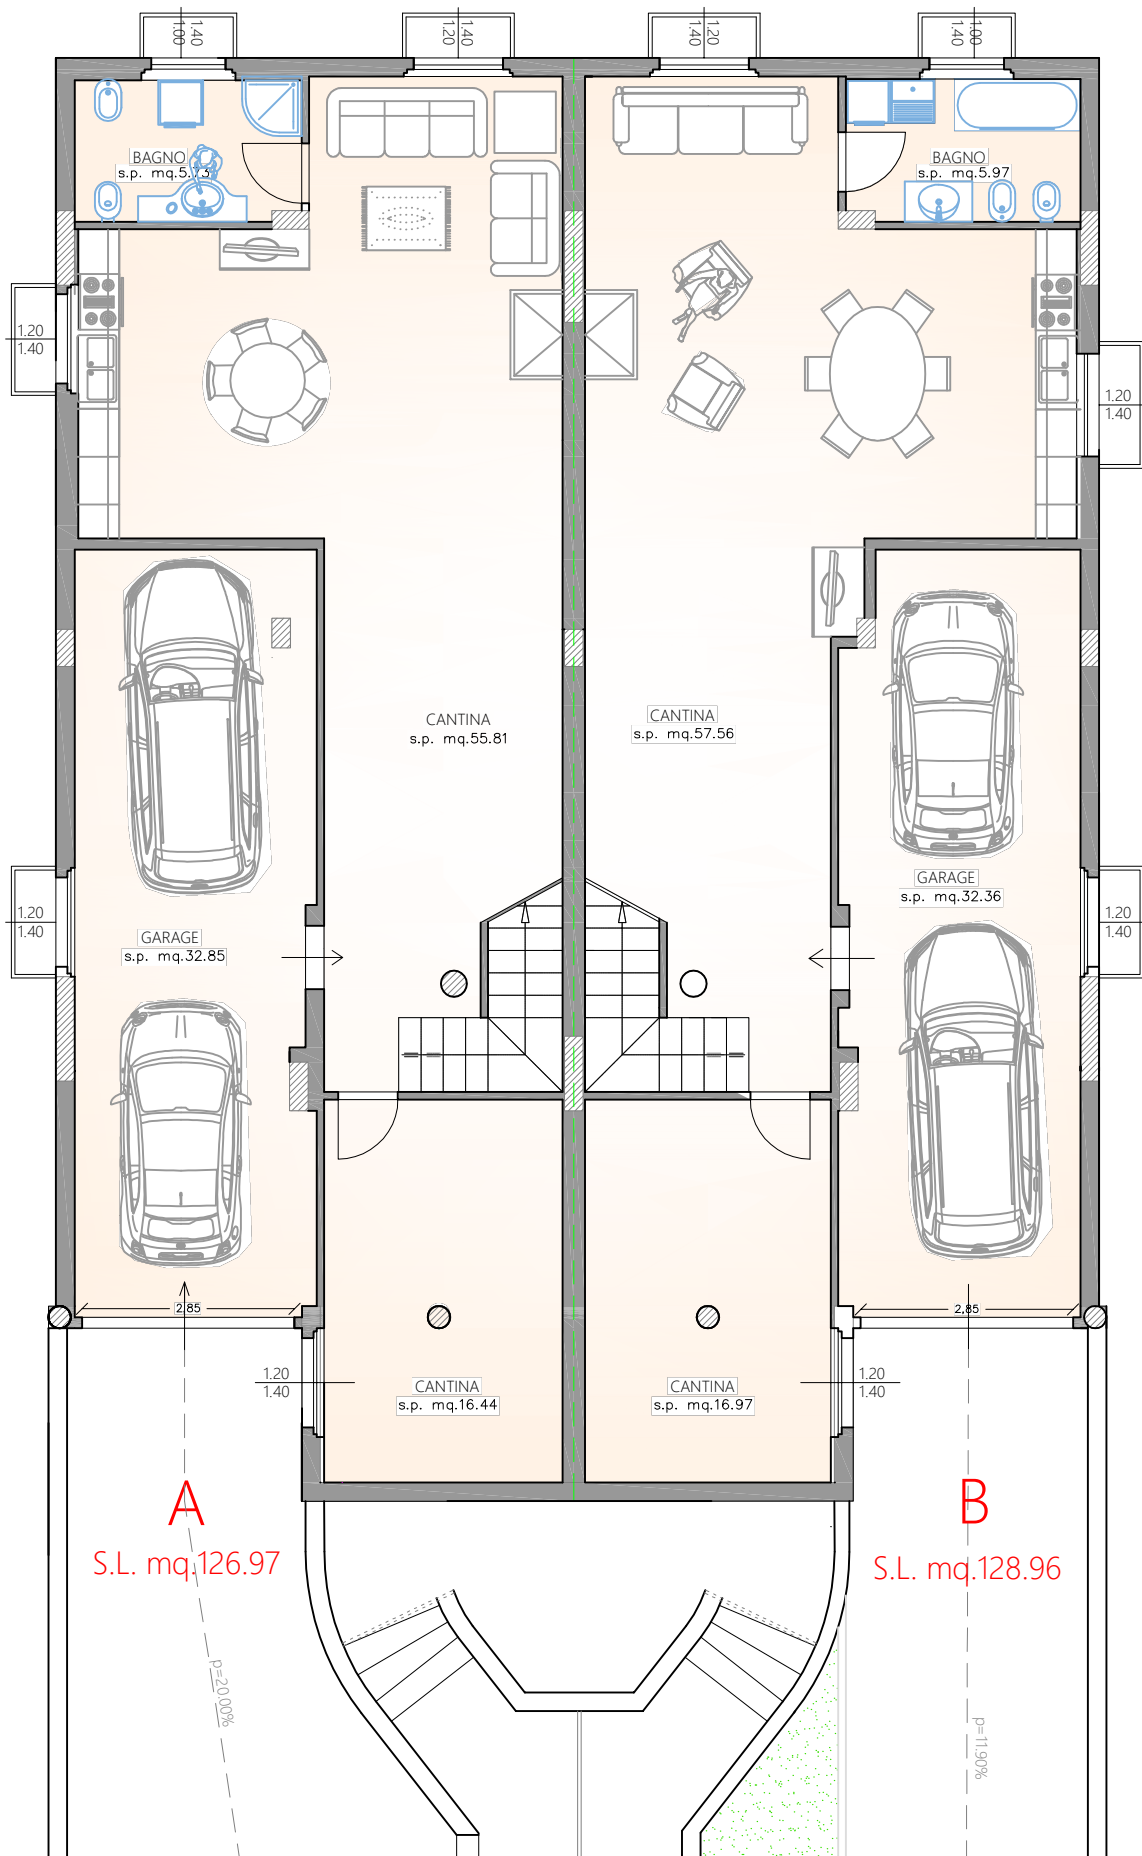 1.40
1.00
1.40
1.20
1.20
1.40
1.00
1.40
BAGNO
s.p. mq.5.73
BAGNO
s.p. mq.5.97
1.20
1.40
1.20
1.40
CANTINA
s.p. mq.55.81
CANTINA
s.p. mq.57.56
GARAGE
s.p. mq.32.36
1.20
1.40
GARAGE
s.p. mq.32.85
1.20
1.40
2.85
2.85
1.20
1.40
CANTINA
s.p. mq.16.44
CANTINA
s.p. mq.16.97
1.20
1.40
A
S.L. mq.126.97
B
S.L. mq.128.96
p=20.00%
p=11.90%